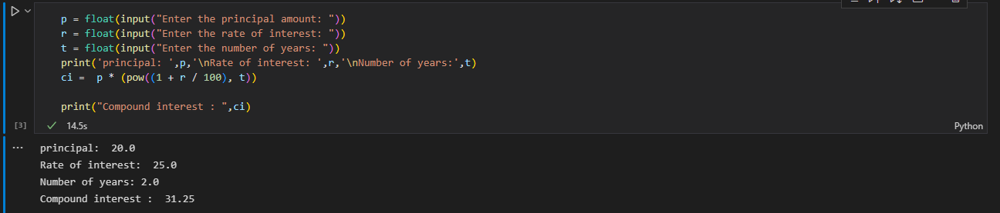 p = float(input("Enter the principal amount: "))
r = float(input("Enter the rate of interest: "))
t = float(input("Enter the number of years: "))
print('principal: ',p,'\nRate of interest: ',r,'\nNumber of years:',t)
ci =  p * (pow((1 + r / 100), t))
print("Compound interest : ",ci)
[3]
14.5s
Python
...
principal:  20.0
Rate of interest:  25.0
Number of years: 2.0
Compound interest :  31.25